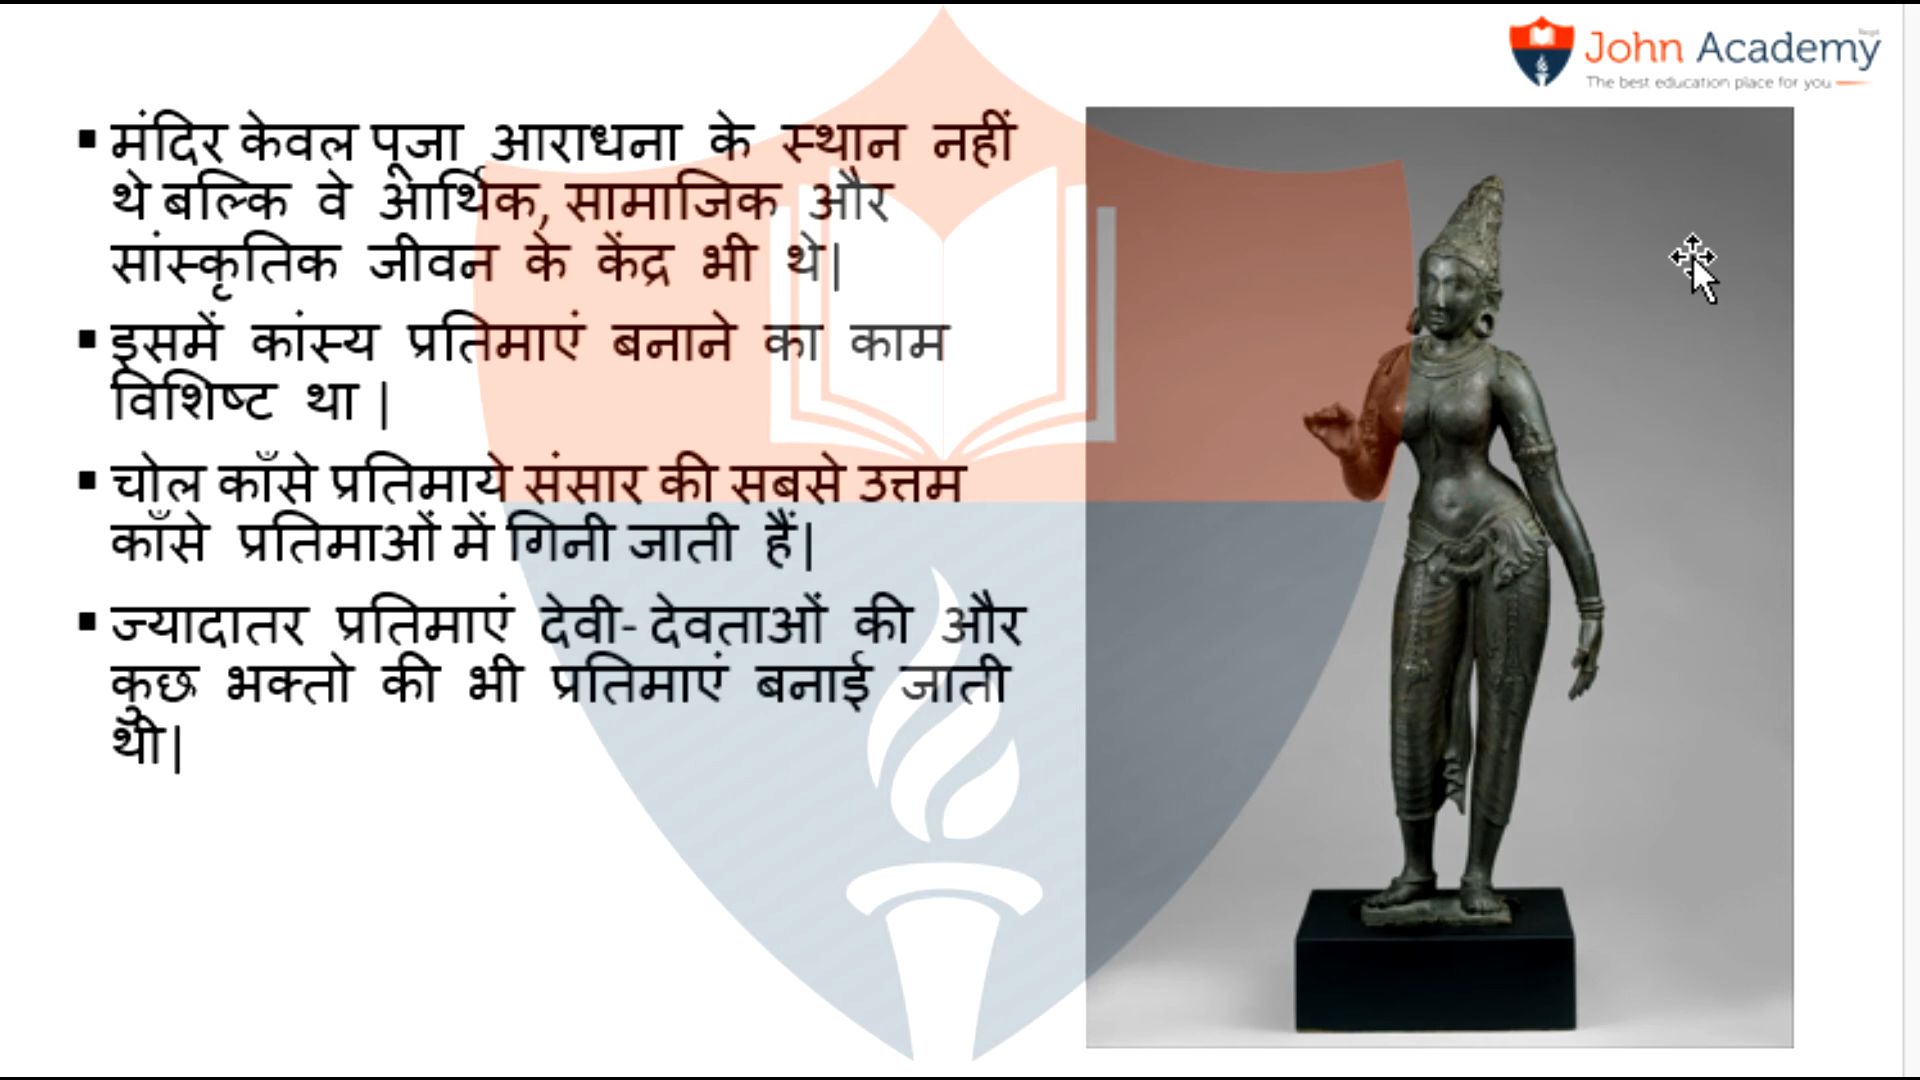 John Academy
The best education place for you
▪ मंदिर केवल पूजा आराधना के स्थान नहीं
थे बल्कि वे आर्थिक, सामाजिक और
सांस्कृतिक जीवन के केंद्र भी थे|
▪ इसमें कांस्य प्रतिमाएं बनाने का काम
विशिष्ट था |
▪ चोल काँसे प्रतिमाये संसार की सबसे उत्तम
काँसे प्रतिमाओं में गिनी जाती हैं|
▪ ज्यादातर प्रतिमाएं देवी- देवताओं की और
कुछ भक्तो की भी प्रतिमाएं बनाई जाती
थी|